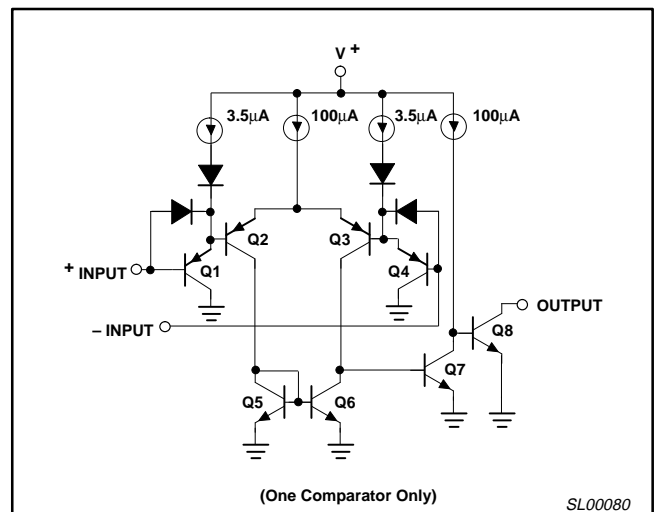 V +
3.5μA 100μA 3.5μA 100μA
Q2 Q3
+ INPUT Q1 Q4
OUTPUT
– INPUT Q8
Q7
Q5 Q6
(One Comparator Only)
SL00080